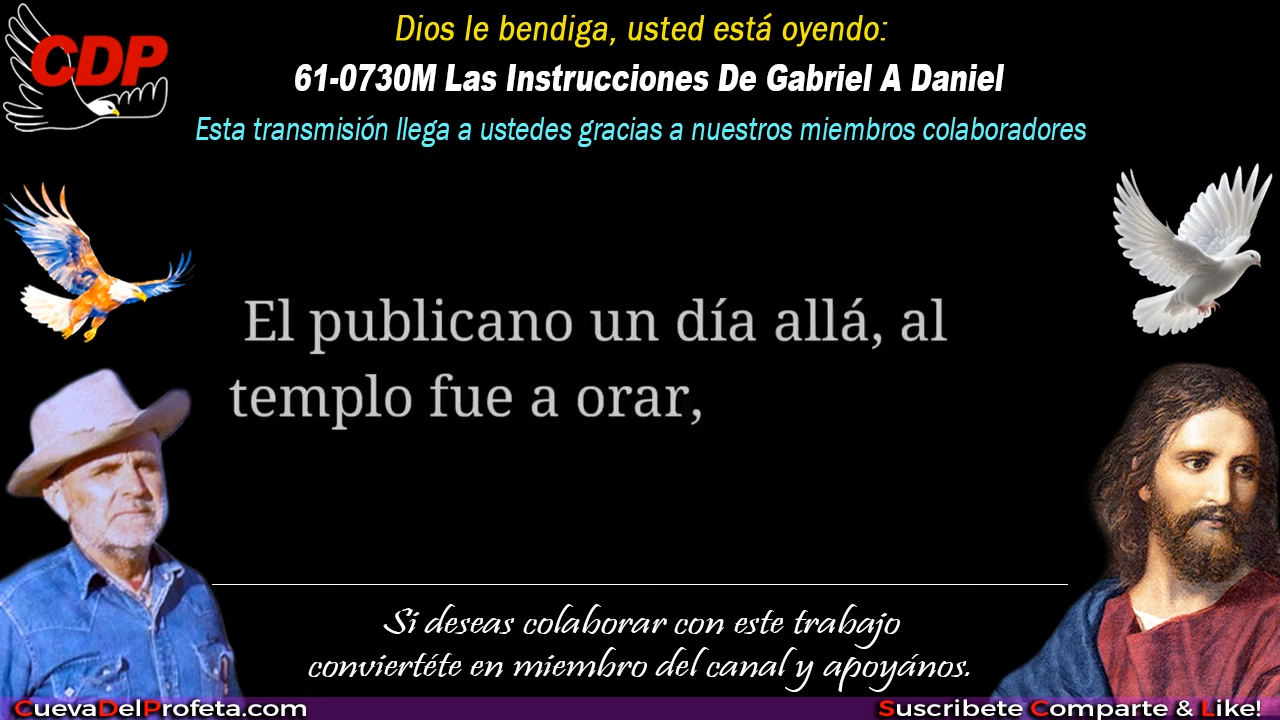 CDP
Dios le bendiga, usted está oyendo:
61-0730M Las Instrucciones De Gabriel A Daniel
Esta transmisión llega a ustedes gracias a nuestros miembros colaboradores
El publicano un día allá, al
templo fue a orar,
Si deseas colaborar con este trabajo
conviertéte en miembro del canal y apoyános.
CuevaDelProfeta.com
Suscribete Comparte & Like!